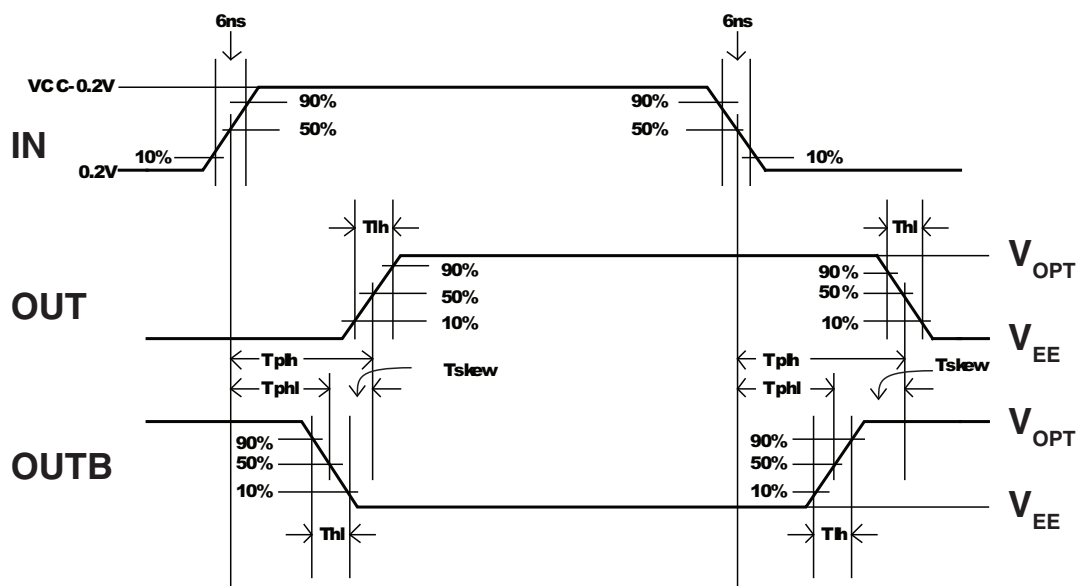 6ns 6ns
VCC-0.2V
90% 90%
50% 50%
IN
10% 10%
0.2V
Tlh Thl
V_OPT
90% 90%
50% 50%
OUT
10% 10%
V_EE
Tplh Tplh
Tskew Tskew
Tphl Tphl
V_OPT
90% 90%
50% 50%
OUTB
10% 10%
V_EE
Thl Tlh